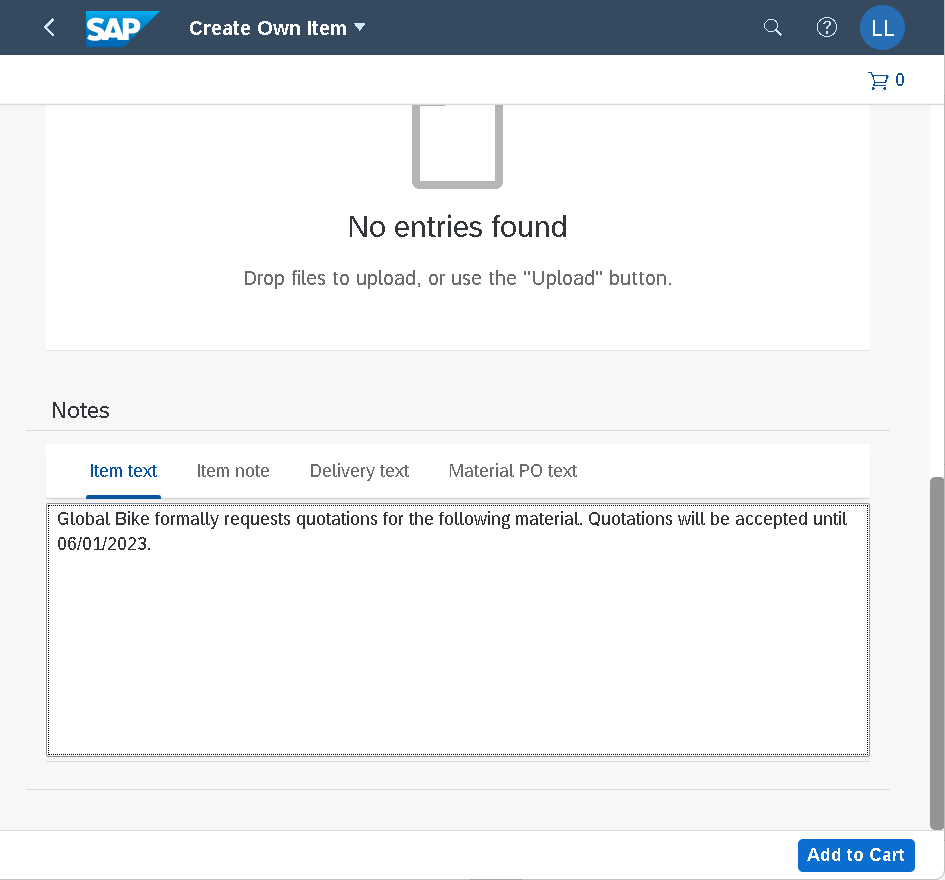 SAP Create Own Item LL
0
No entries found
Drop files to upload, or use the "Upload" button.
Notes
Item text Item note Delivery text Material PO text
Global Bike formally requests quotations for the following material. Quotations will be accepted until
06/01/2023.
Add to Cart